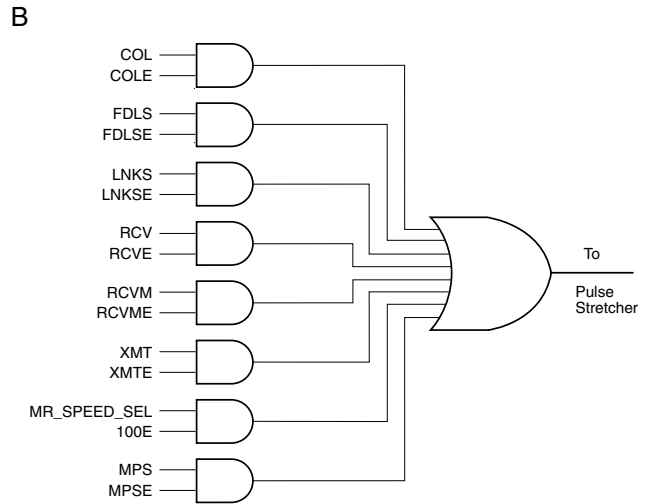 B
COL
COLE
FDLS
FDLSE
LNKS
LNKSE
RCV
RCVE
RCVM
RCVME
XMT
XMTE
MR_SPEED_SEL
100E
MPS
MPSE
To
Pulse
Stretcher